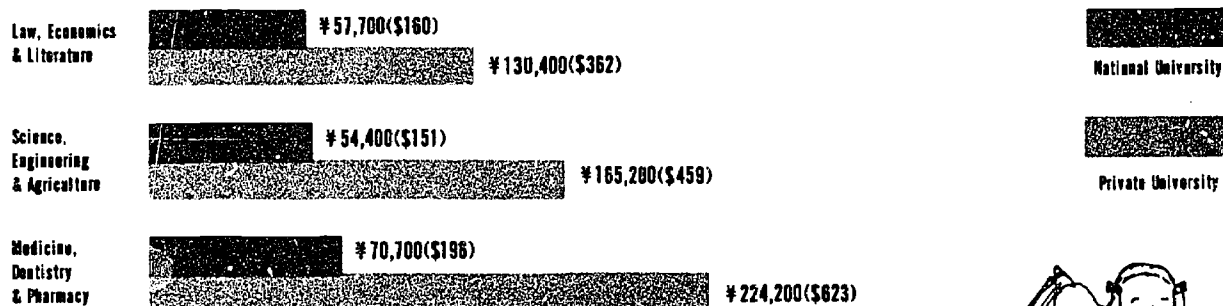 Law, Economics
& Literature
¥57,700($160)
¥130,400($362)
National University
Science,
Engineering
& Agriculture
¥54,400($151)
¥165,200($459)
Private University
Medicine,
Dentistry
& Pharmacy
¥70,700($196)
¥224,200($623)